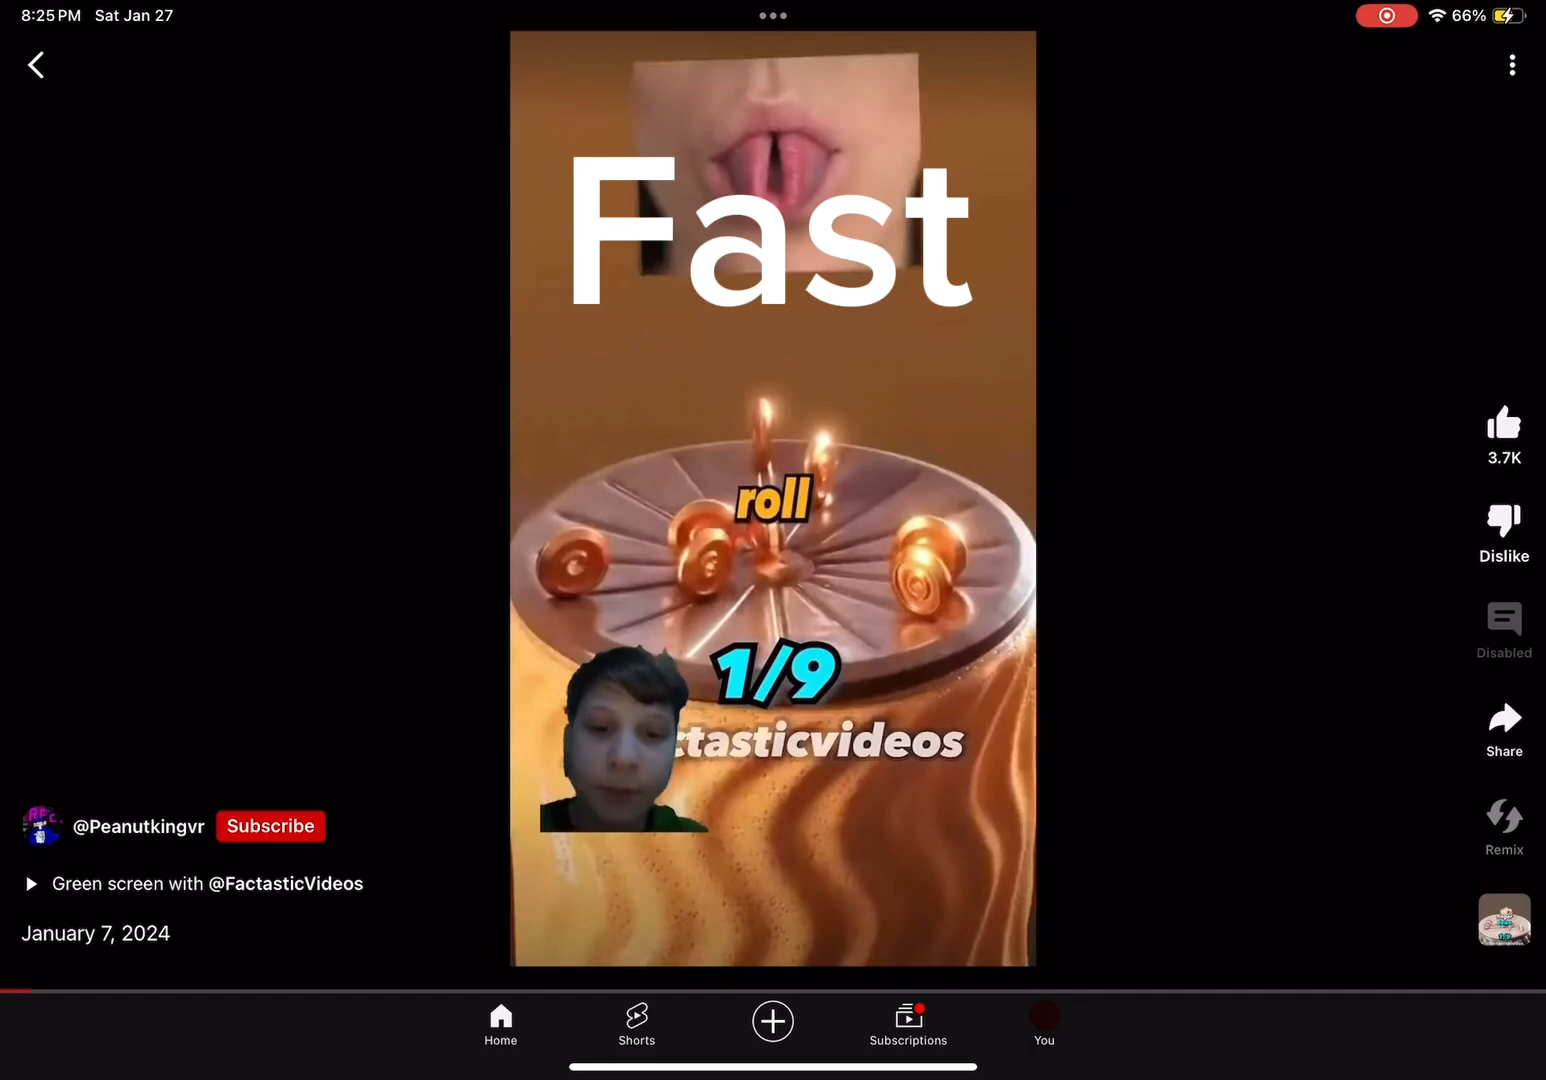 8:25 PM Sat Jan 27
66%
Fast
roll
1/9
ctasticvideos
3.7K
Dislike
Disabled
Share
Remix
@Peanutkingvr Subscribe
Green screen with @FactasticVideos
January 7, 2024
Home Shorts Subscriptions You